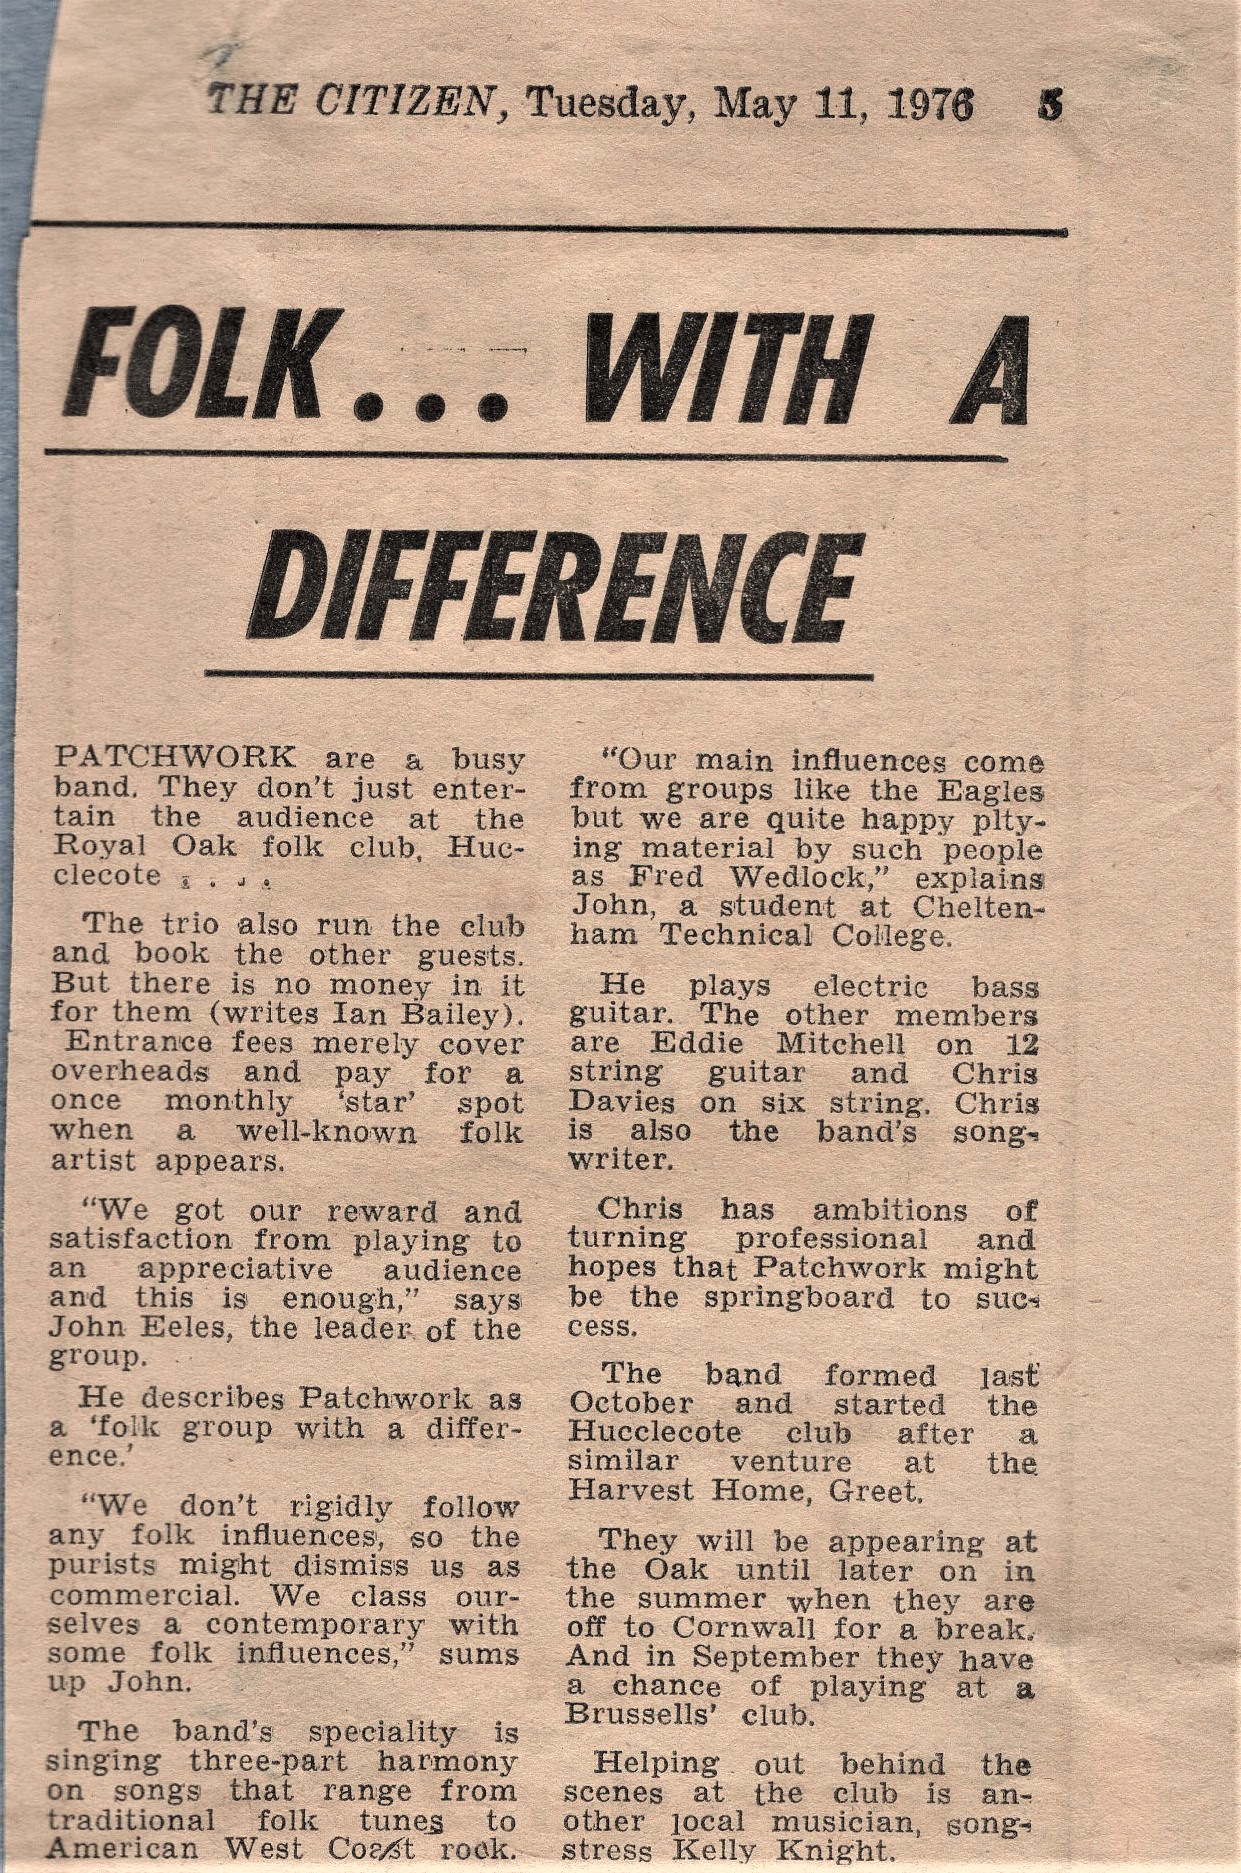 THE CITIZEN, Tuesday, May 11, 1976 5
FOLK... WITH A
DIFFERENCE
PATCHWORK are a busy
band. They don't just enter-
tain the audience at the
Royal Oak folk club, Huc-
clecote . . . .
The trio also run the club
and book the other guests.
But there is no money in it
for them (writes Ian Bailey).
Entrance fees merely cover
overheads and pay for a
once monthly 'star' spot
when a well-known folk
artist appears.
"We got our reward and
satisfaction from playing to
an appreciative audience
and this is enough," says
John Eeles, the leader of the
group.
He describes Patchwork as
a 'folk group with a differ-
ence.'
"We don't rigidly follow
any folk influences, so the
purists might dismiss us as
commercial. We class our-
selves a contemporary with
some folk influences," sums
up John.
The band's speciality is
singing three-part harmony
on songs that range from
traditional folk tunes to
American West Coast rock.
"Our main influences come
from groups like the Eagles
but we are quite happy plty-
ing material by such people
as Fred Wedlock," explains
John, a student at Chelten-
ham Technical College.
He plays electric bass
guitar. The other members
are Eddie Mitchell on 12
string guitar and Chris
Davies on six string. Chris
is also the band's song-
writer.
Chris has ambitions of
turning professional and
hopes that Patchwork might
be the springboard to suc-
cess.
The band formed last
October and started the
Hucclecote club after a
similar venture at the
Harvest Home, Greet.
They will be appearing at
the Oak until later on in
the summer when they are
off to Cornwall for a break.
And in September they have
a chance of playing at a
Brussells' club.
Helping out behind the
scenes at the club is an-
other local musician, song-
stress Kelly Knight.